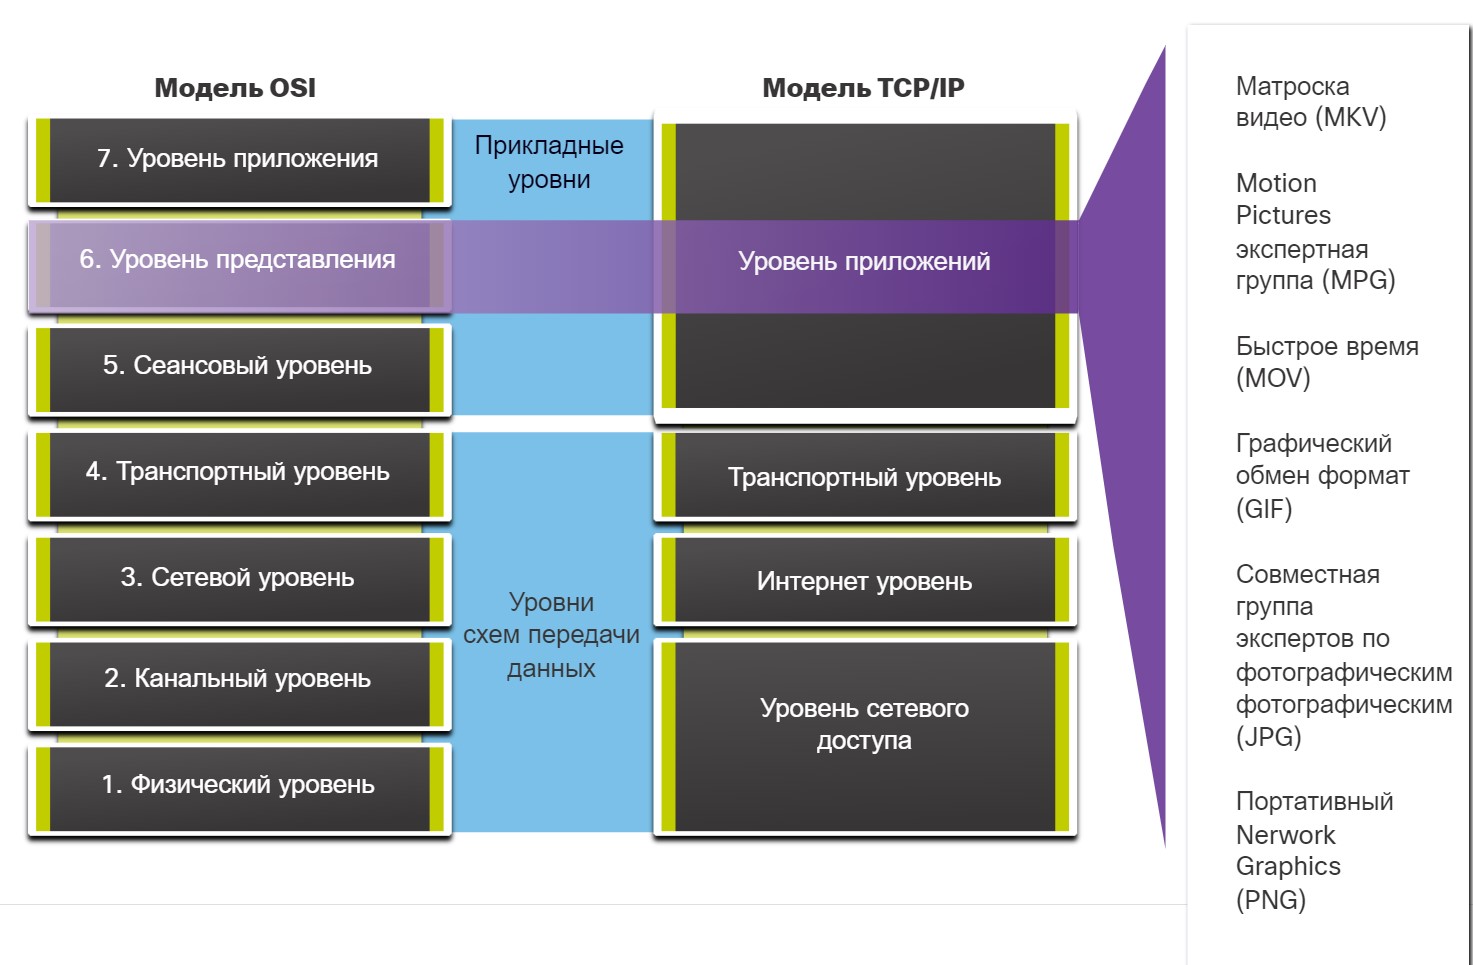 Модель OSI
7. Уровень приложения
6. Уровень представления
5. Сеансовый уровень
4. Транспортный уровень
3. Сетевой уровень
2. Канальный уровень
1. Физический уровень
Прикладные
уровни
Уровни
схем передачи
данных
Модель TCP/IP
Уровень приложений
Транспортный уровень
Интернет уровень
Уровень сетевого
доступа
Матроска
видео (MKV)
Motion
Pictures
экспертная
группа (MPG)
Быстрое время
(MOV)
Графический
обмен формат
(GIF)
Совместная
группа
экспертов по
фотографическим
фотографическим
(JPG)
Портативный
Nerwork
Graphics
(PNG)